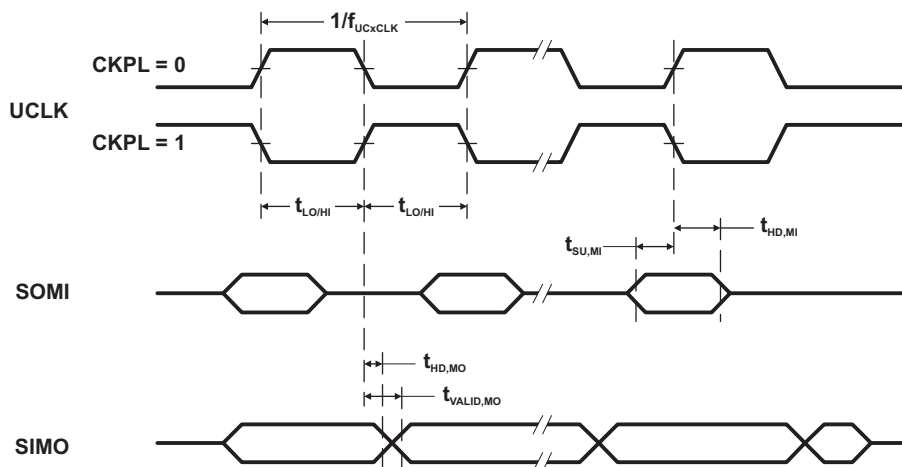 1/fUCxCLK
CKPL = 0
UCLK
CKPL = 1
tLO/HI tLO/HI
tSU,MI tHD,MI
SOMI
tHD,MO
tVALID,MO
SIMO